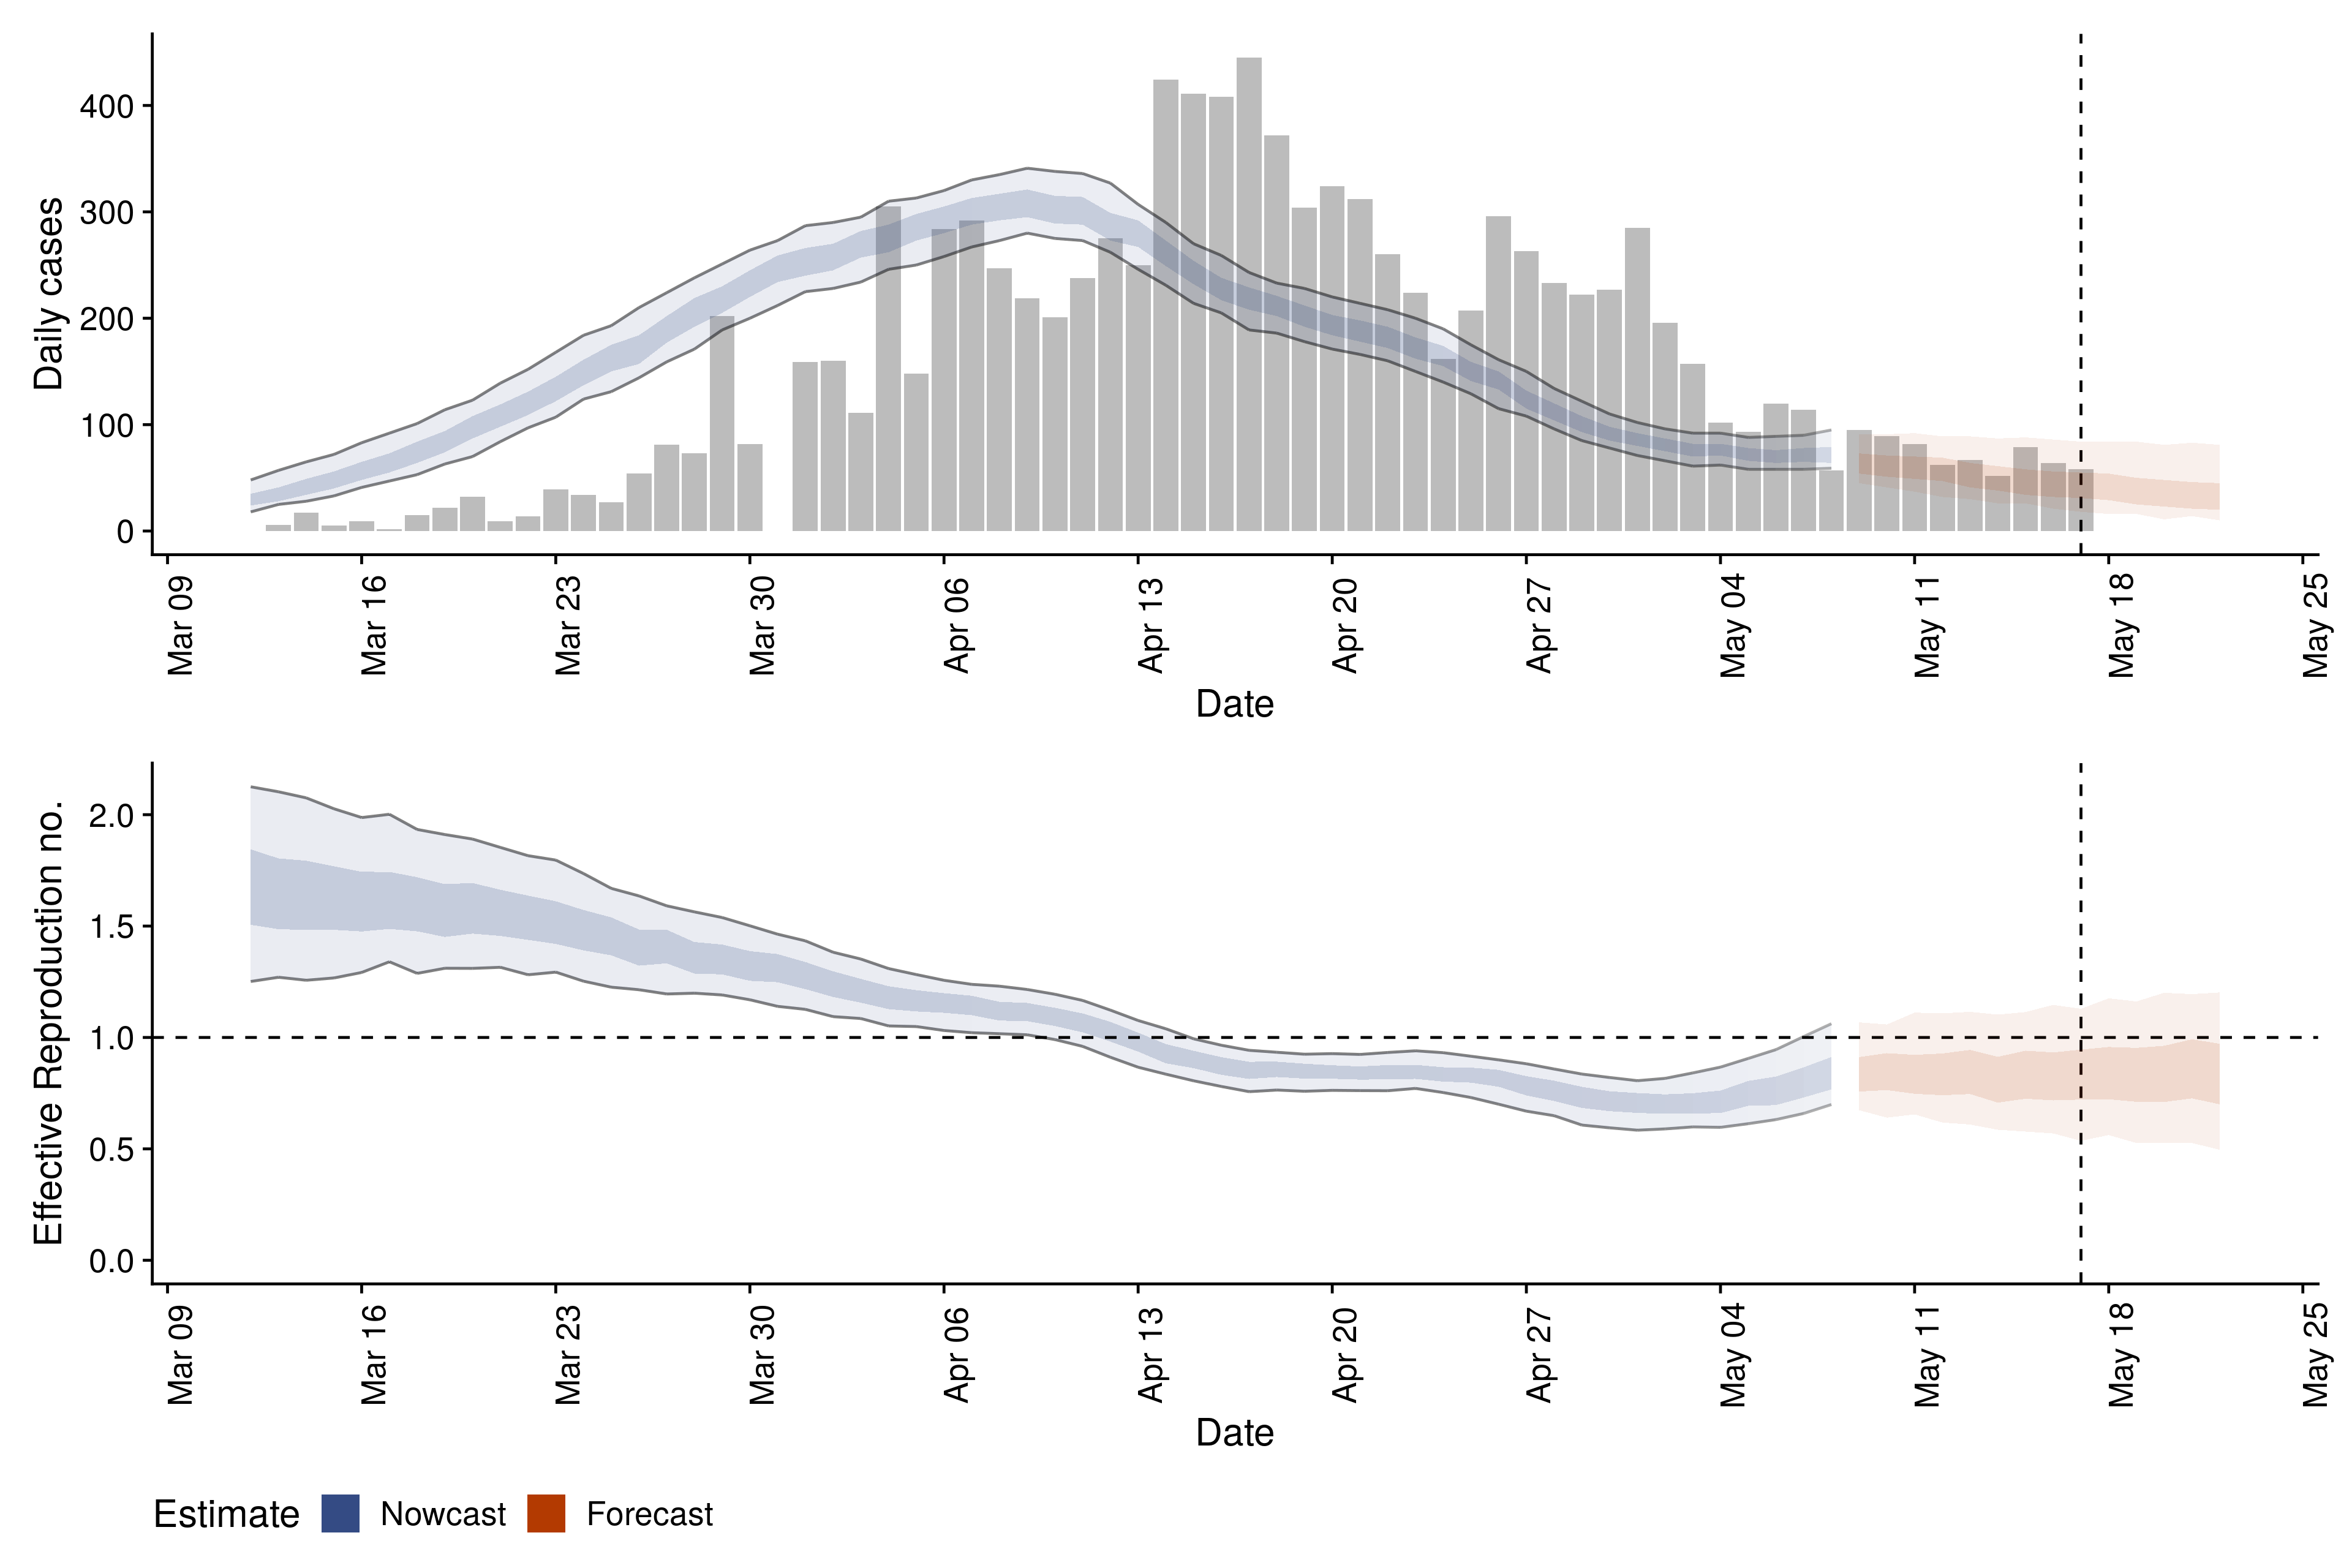 Daily cases
400
300
200
100
0
Mar 09
Mar 16
Mar 23
Mar 30
Apr 06
Apr 13
Apr 20
Apr 27
May 04
May 11
May 18
May 25
Date
Effective Reproduction no.
2.0
1.5
1.0
0.5
0.0
Mar 09
Mar 16
Mar 23
Mar 30
Apr 06
Apr 13
Apr 20
Apr 27
May 04
May 11
May 18
May 25
Date
Estimate Nowcast Forecast